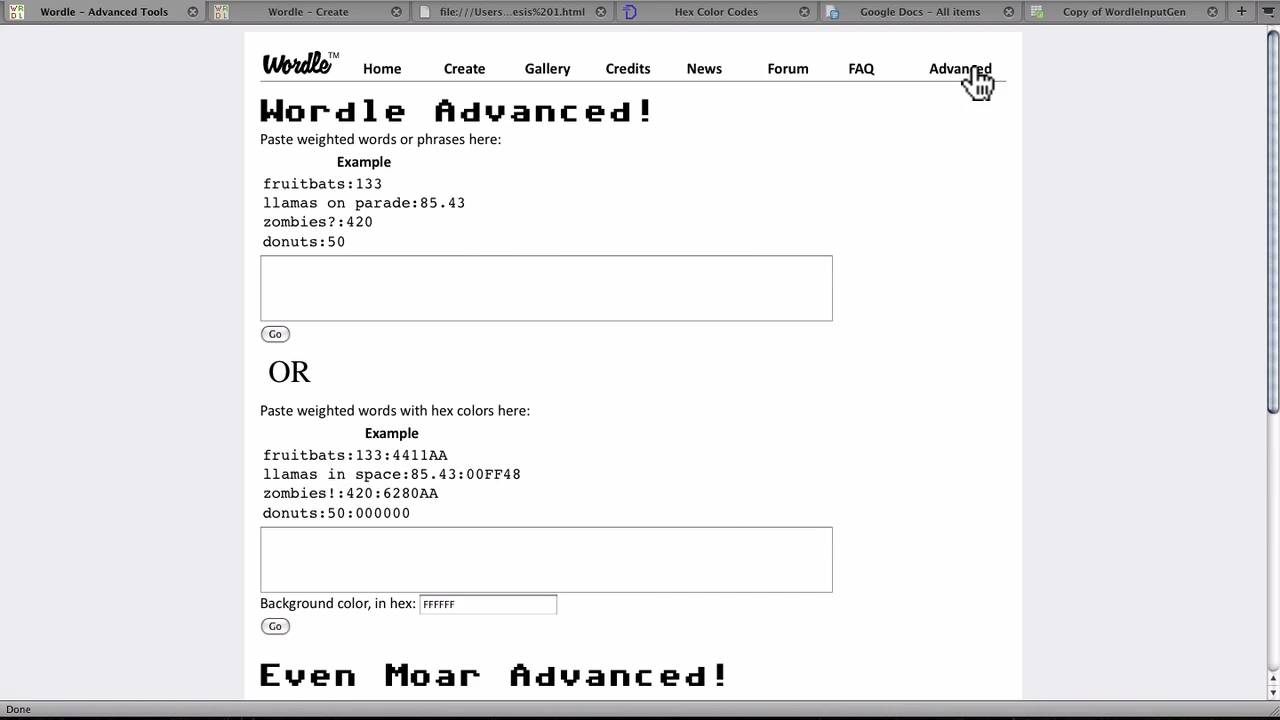 Wordle – Advanced Tools
Wordle – Create
file:///Users...esis%201.html
Hex Color Codes
Google Docs – All items
Copy of WordleInputGen
Wordle™ Home Create Gallery Credits News Forum FAQ Advanced
Wordle Advanced!
Paste weighted words or phrases here:
Example
fruitbats:133
llamas on parade:85.43
zombies?:420
donuts:50
Go
OR
Paste weighted words with hex colors here:
Example
fruitbats:133:4411AA
llamas in space:85.43:00FF48
zombies!:420:6280AA
donuts:50:000000
Background color, in hex: FFFFFF
Go
Even Moar Advanced!
Done